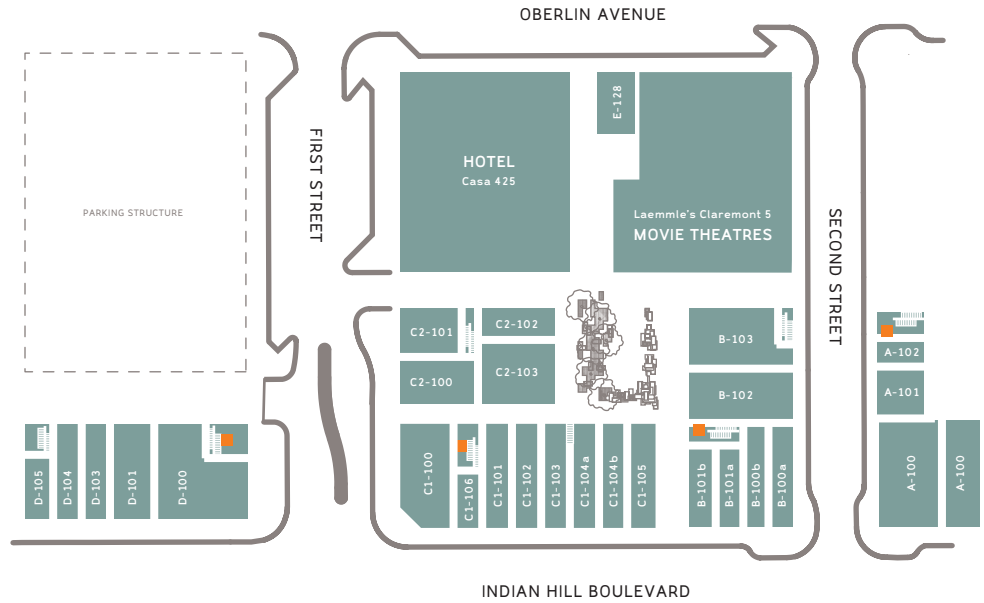 OBERLIN AVENUE
E-128
FIRST STREET
HOTEL
Casa 425
PARKING STRUCTURE
Laemmle's Claremont 5
MOVIE THEATRES
SECOND STREET
C2-101
C2-102
C2-100
C2-103
B-103
B-102
A-102
A-101
D-105
D-104
D-103
D-101
D-100
C1-100
C1-106
C1-101
C1-102
C1-103
C1-104a
C1-104b
C1-105
B-101b
B-101a
B-100b
B-100a
A-100
A-100
INDIAN HILL BOULEVARD